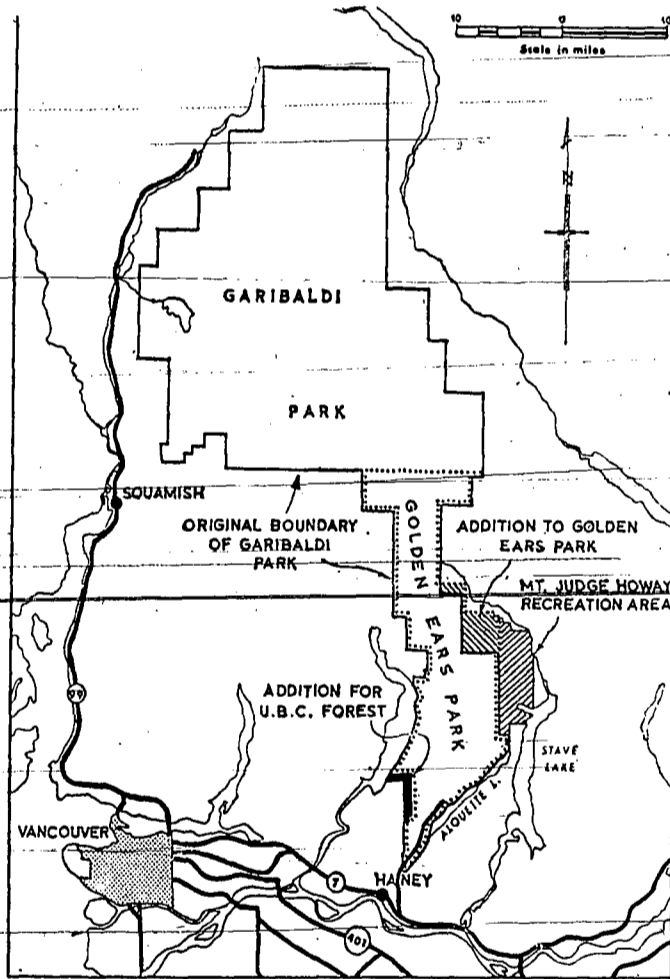 10 0 10
Scale in miles
N
GARIBALDI
PARK
SQUAMISH
ORIGINAL BOUNDARY
OF GARIBALDI
PARK
GOLDEN
EARS PARK
ADDITION TO GOLDEN
EARS PARK
MT. JUDGE HOWAY
RECREATION AREA
ADDITION FOR
U.B.C. FOREST
99
STAVE
LAKE
ALOUETTE L.
VANCOUVER
7
HANEY
401